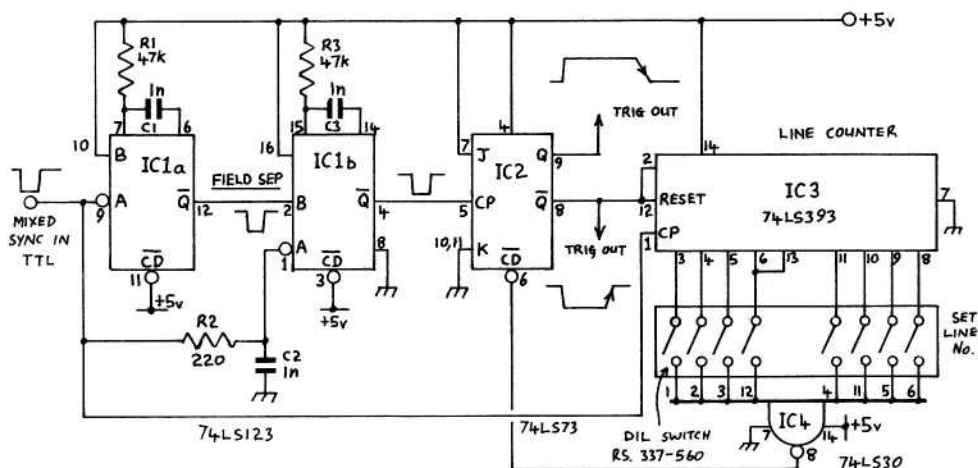 +5v
R1
47k
1n
C1
7
6
10
B
IC1a
A
9
Q
12
CD
11
+5v
MIXED
SYNC IN
TTL
FIELD SEP
R3
47k
1n
C3
15
14
16
IC1b
2
B
Q
4
A
1
8
CD
3
+5v
R2
220
C2
1n
74LS123
4
7
J
Q
9
IC2
5
CP
Q
8
10,11
K
CD
6
TRIG OUT
TRIG OUT
74LS73
LINE COUNTER
14
2
IC3
12
RESET
74LS393
7
1
CP
3
4
5
6
13
11
10
9
8
SET
LINE
No.
1
2
3
12
4
11
5
6
IC4
7
14
+5v
8
DIL SWITCH
RS. 337-560
74LS30